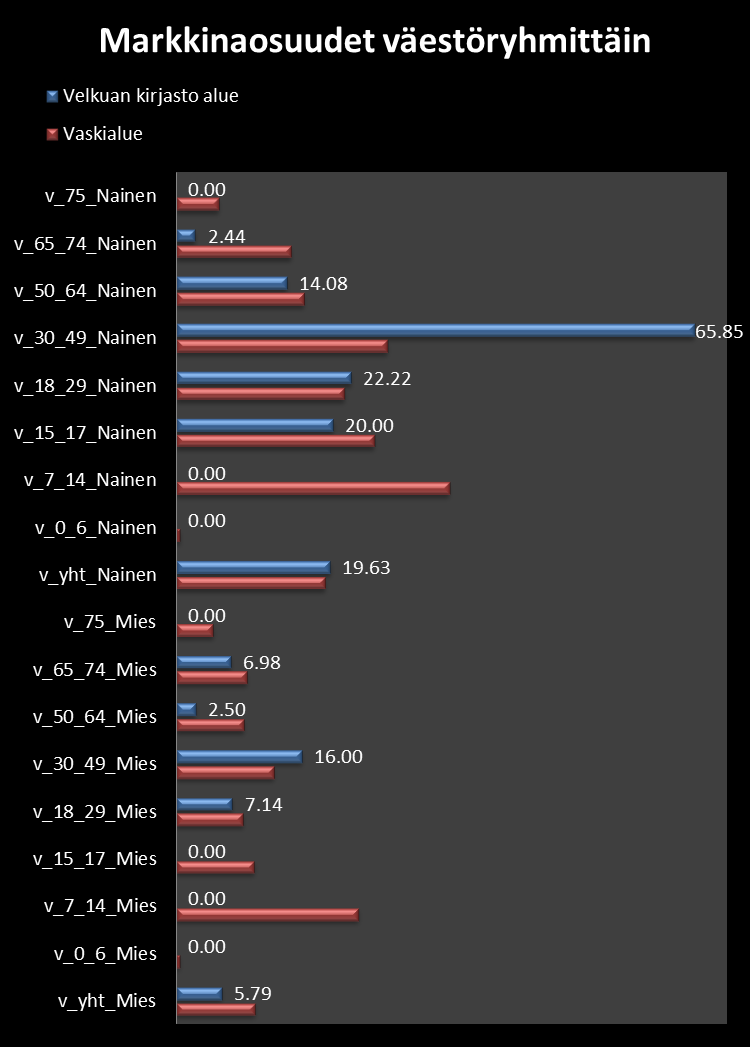 Markkinaosuudet väestöryhmittäin
Velkuan kirjasto alue
Vaskialue
v_75_Nainen 0.00
v_65_74_Nainen 2.44
v_50_64_Nainen 14.08
v_30_49_Nainen 65.85
v_18_29_Nainen 22.22
v_15_17_Nainen 20.00
v_7_14_Nainen 0.00
v_0_6_Nainen 0.00
v_yht_Nainen 19.63
v_75_Mies 0.00
v_65_74_Mies 6.98
v_50_64_Mies 2.50
v_30_49_Mies 16.00
v_18_29_Mies 7.14
v_15_17_Mies 0.00
v_7_14_Mies 0.00
v_0_6_Mies 0.00
v_yht_Mies 5.79